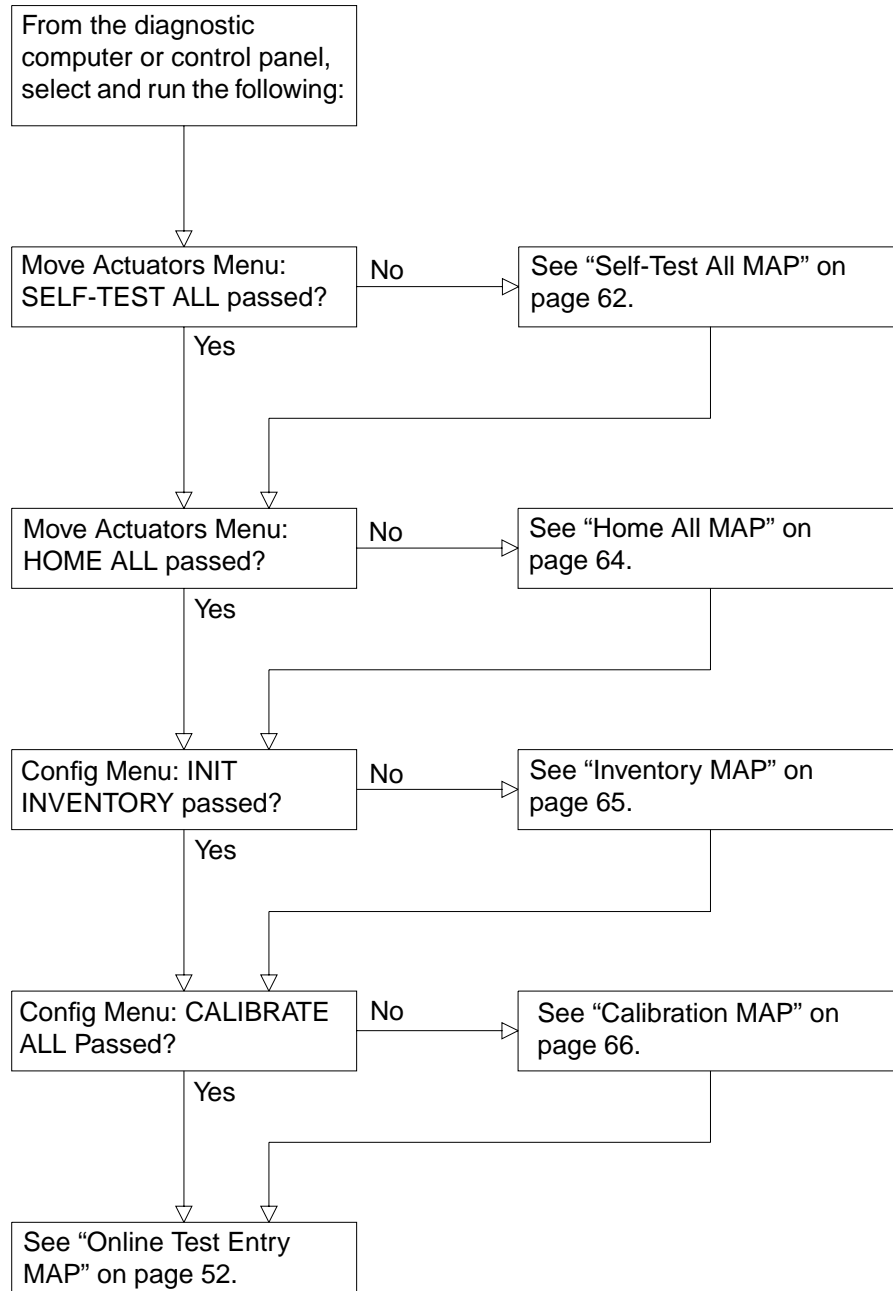 From the diagnostic
computer or control panel,
select and run the following:
Move Actuators Menu:
SELF-TEST ALL passed?
No
See “Self-Test All MAP” on
page 62.
Yes
Move Actuators Menu:
HOME ALL passed?
No
See “Home All MAP” on
page 64.
Yes
Config Menu: INIT
INVENTORY passed?
No
See “Inventory MAP” on
page 65.
Yes
Config Menu: CALIBRATE
ALL Passed?
No
See “Calibration MAP” on
page 66.
Yes
See “Online Test Entry
MAP” on page 52.